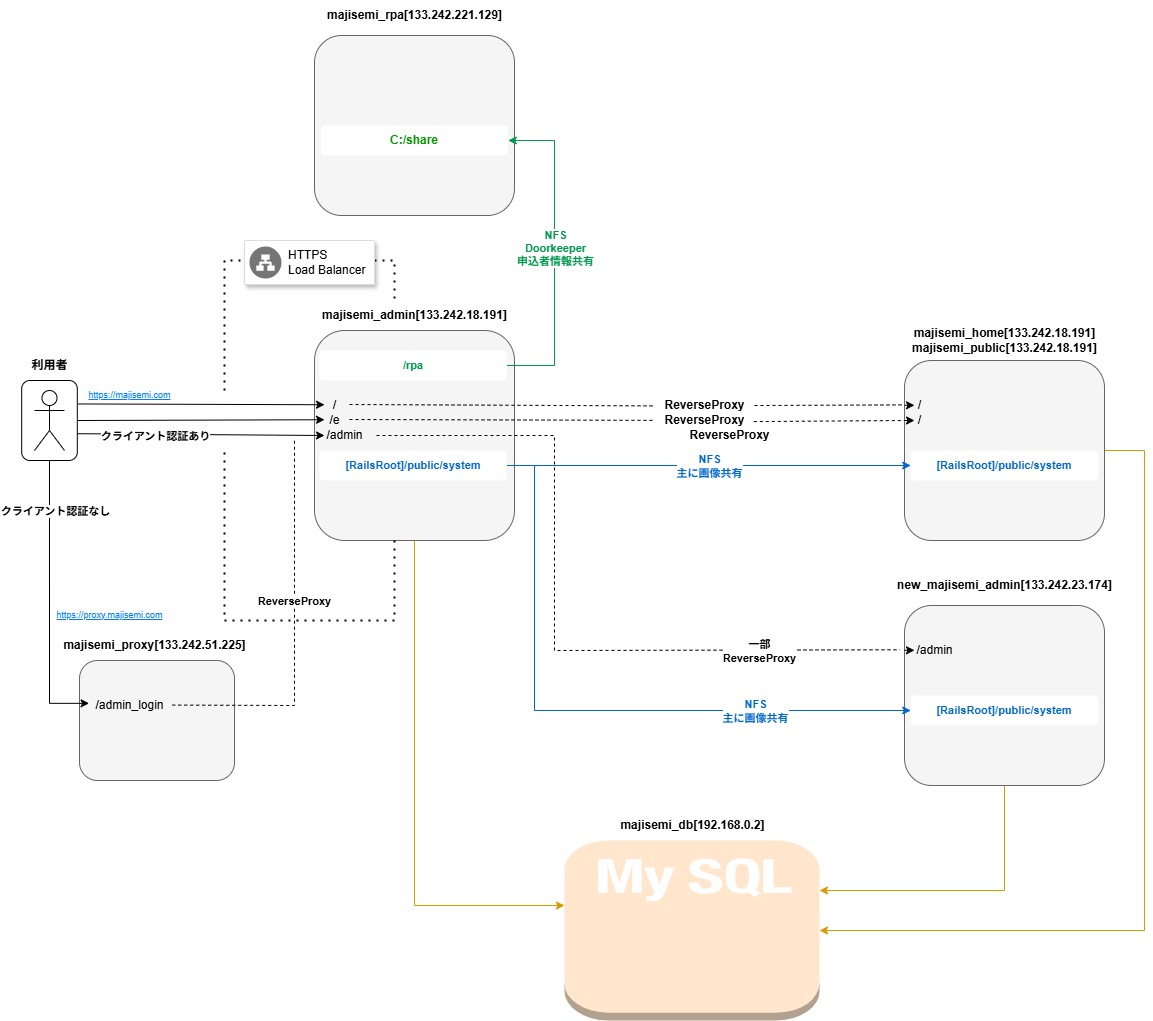 majisemi_rpa[133.242.221.129]
C:/share
NFS
Doorkeeper
申込者情報共有
HTTPS
Load Balancer
majisemi_admin[133.242.18.191]
/rpa
majisemi_home[133.242.18.191]
majisemi_public[133.242.18.191]
利用者
https://majisemi.com
/
ReverseProxy
/
/e
ReverseProxy
/
クライアント認証あり
/admin
ReverseProxy
[RailsRoot]/public/system
NFS
主に画像共有
[RailsRoot]/public/system
クライアント認証なし
new_majisemi_admin[133.242.23.174]
ReverseProxy
https://proxy.majisemi.com
majisemi_proxy[133.242.51.225]
一部
ReverseProxy
/admin
/admin_login
NFS
主に画像共有
[RailsRoot]/public/system
majisemi_db[192.168.0.2]
My SQL